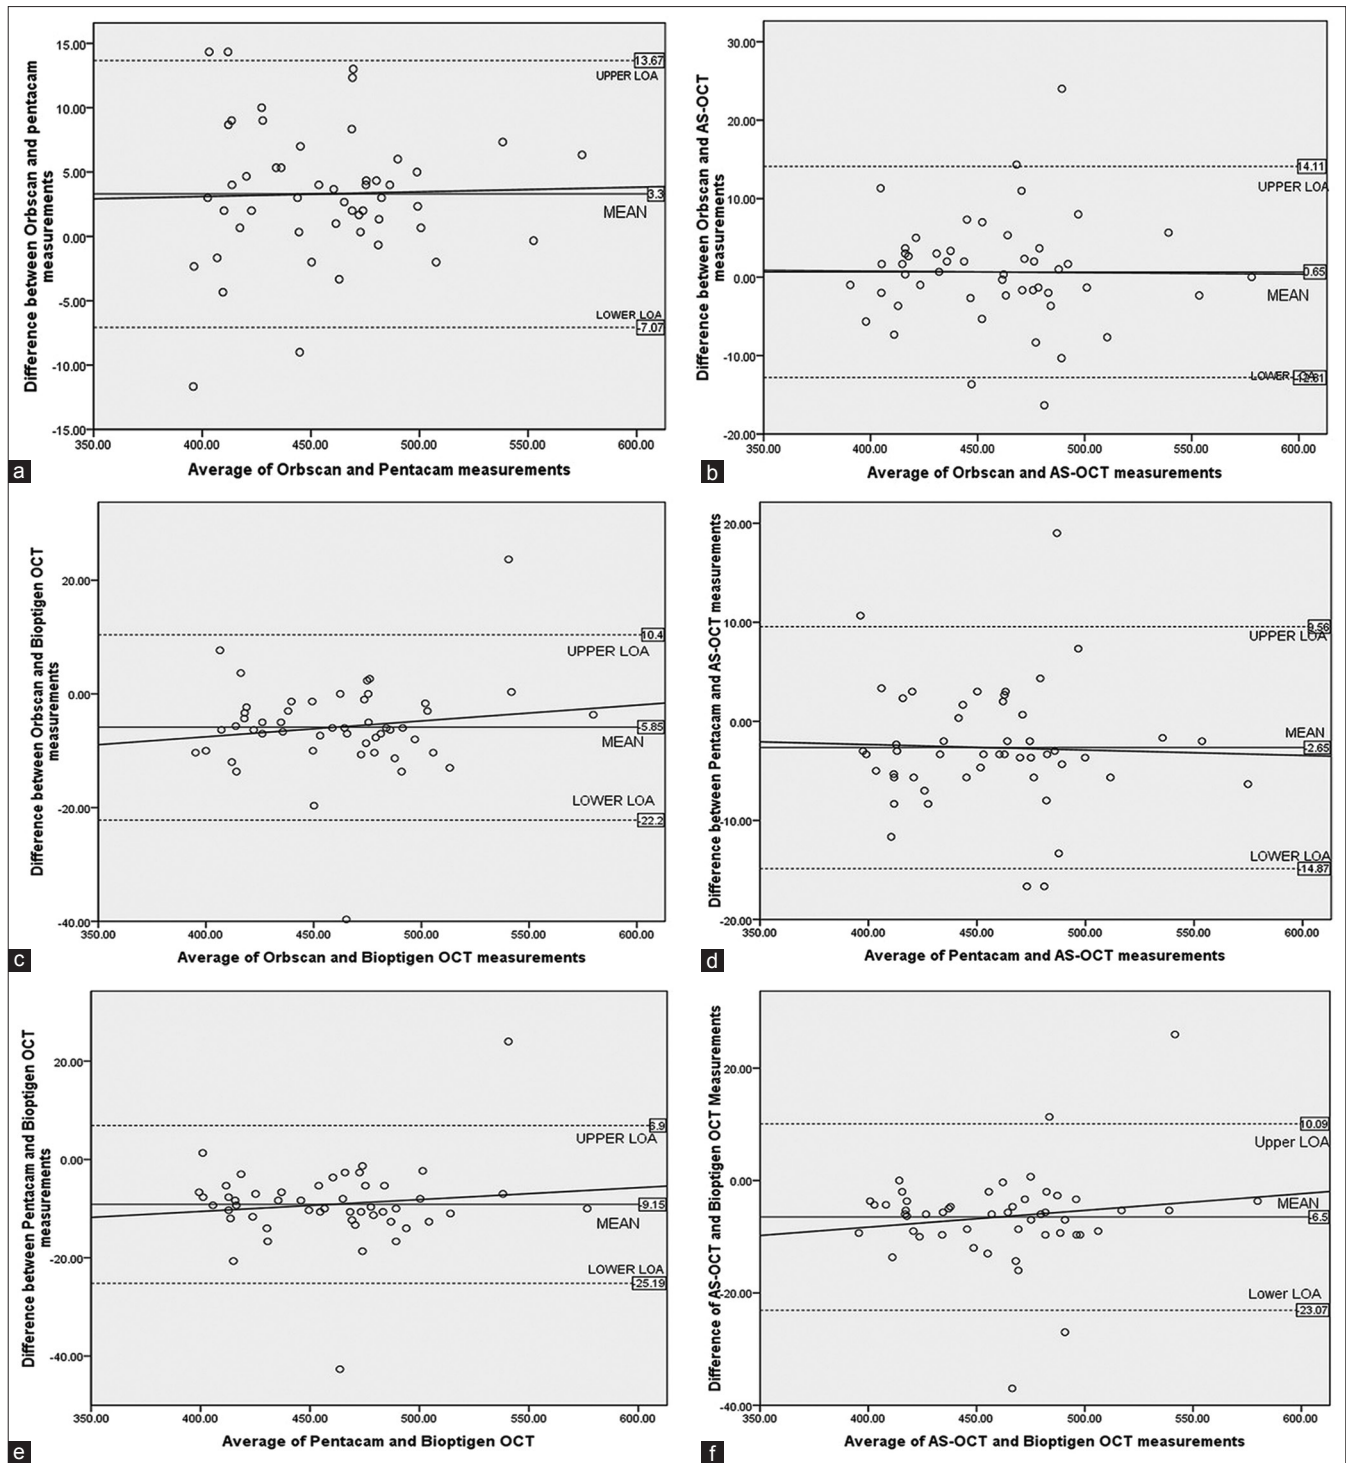 15.00
13.67
UPPER LOA
10.00
5.00
3.3
MEAN
0.00
-5.00
LOWER LOA
-7.07
-10.00
-15.00
350.00 400.00 450.00 500.00 550.00 600.00
Difference between Orbscan and pentacam
measurements
Average of Orbscan and Pentacam measurements
a
30.00
20.00
14.11
UPPER LOA
10.00
0.65
0.00
MEAN
-10.00
LOWER LOA
-20.00
350.00 400.00 450.00 500.00 550.00 600.00
Difference between Orbscan and AS-OCT
measurements
Average of Orbscan and AS-OCT measurements
b
20.00
10.4
UPPER LOA
0.00
-5.85
MEAN
LOWER LOA
-20.00
-22.2
-40.00
350.00 400.00 450.00 500.00 550.00 600.00
Difference between Orbscan and Bioptigen OCT
measurements
Average of Orbscan and Bioptigen OCT measurements
c
20.00
10.00
9.56
UPPER LOA
0.00
MEAN
-2.65
-10.00
LOWER LOA
-14.87
-20.00
350.00 400.00 450.00 500.00 550.00 600.00
Difference between Pentacam and AS-OCT measurements
Average of Pentacam and AS-OCT measurements
d
20.00
6.9
UPPER LOA
0.00
-9.15
MEAN
-20.00
LOWER LOA
-25.19
-40.00
350.00 400.00 450.00 500.00 550.00 600.00
Difference between Pentacam and Bioptigen OCT
measurements
Average of Pentacam and Bioptigen OCT
e
20.00
10.09
Upper LOA
0.00
MEAN
-6.5
-20.00
Lower LOA
-23.07
-40.00
350.00 400.00 450.00 500.00 550.00 600.00
Difference of AS-OCT and Bioptigen OCT Measurements
Average of AS-OCT and Bioptigen OCT measurements
f